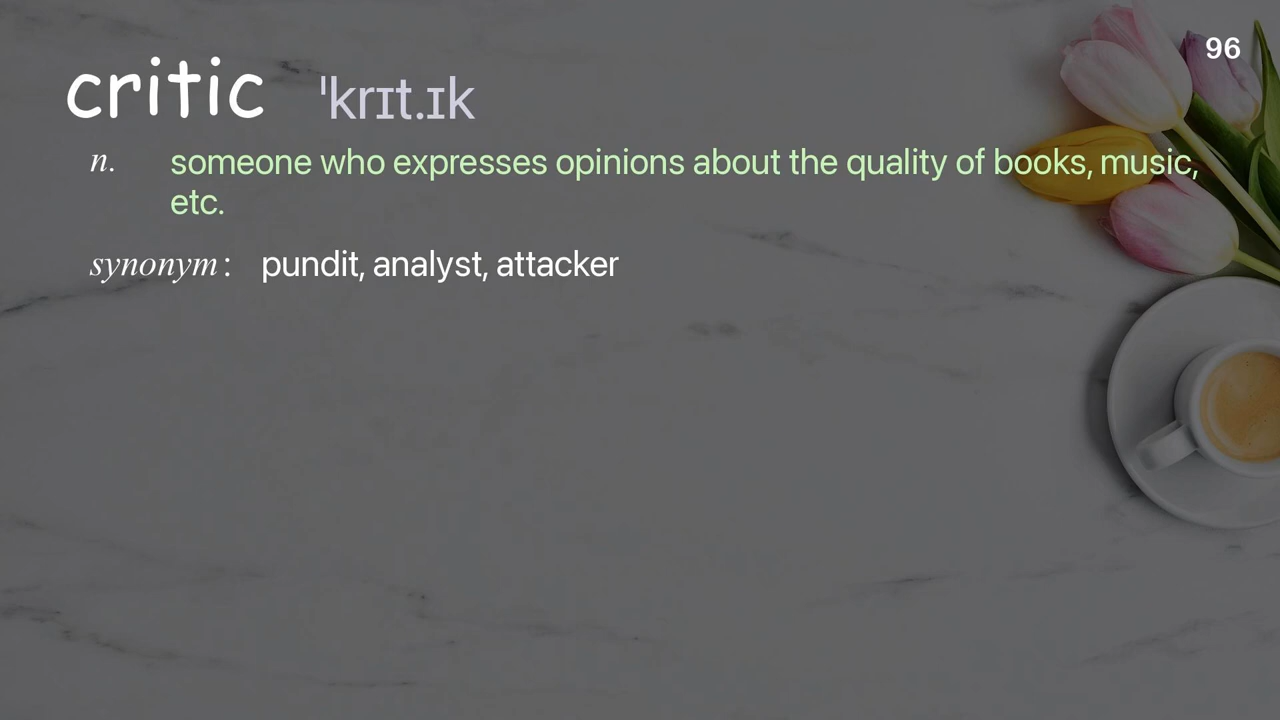 96
critic ˈkrɪt.ɪk
n. someone who expresses opinions about the quality of books, music,
etc.
synonym: pundit, analyst, attacker